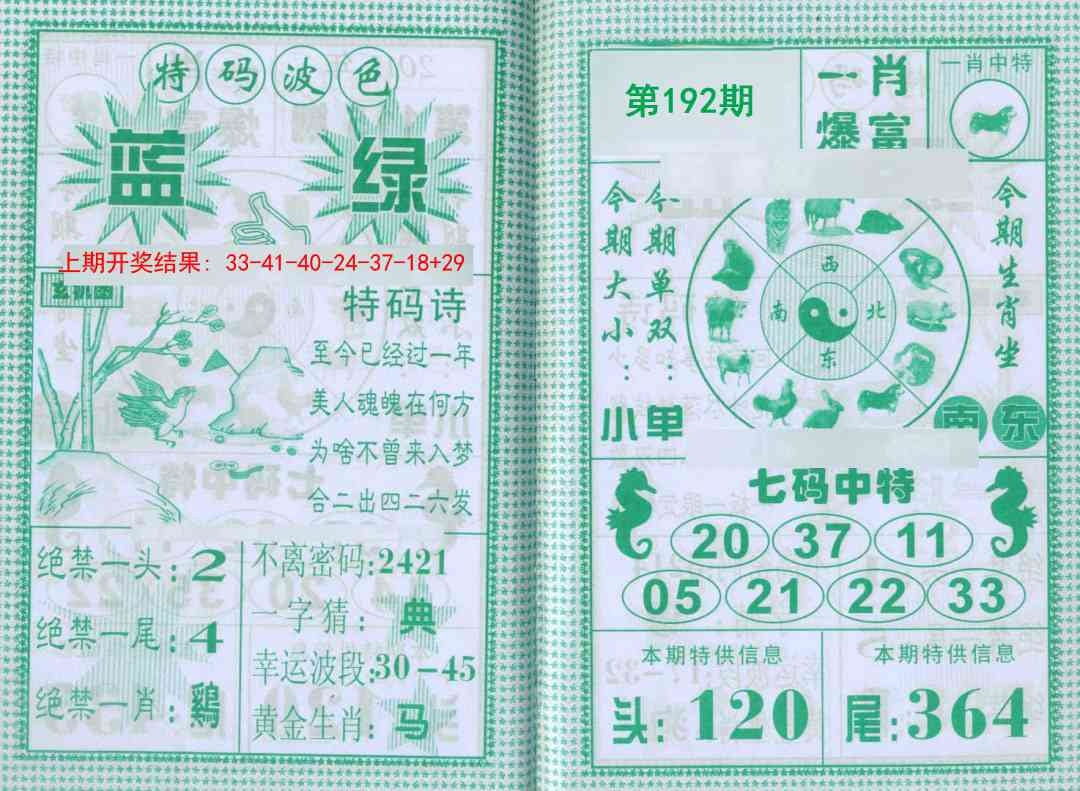 特码波色
蓝 绿
上期开奖结果: 33-41-40-24-37-18+29
玄机图
特码诗
至今已经过一年
美人魂魄在何方
为啥不曾来入梦
合二出四二六发
绝禁一头:2
绝禁一尾:4
绝禁一肖:鷄
不离密码:2421
一字猜:典
幸运波段:30-45
黄金生肖:马
第192期
一肖
爆富
一肖中特
今期大小:小
今期单双:单
西
南 北
东
今期生肖坐
南东
七码中特
20 37 11
05 21 22 33
本期特供信息
头:120
本期特供信息
尾:364